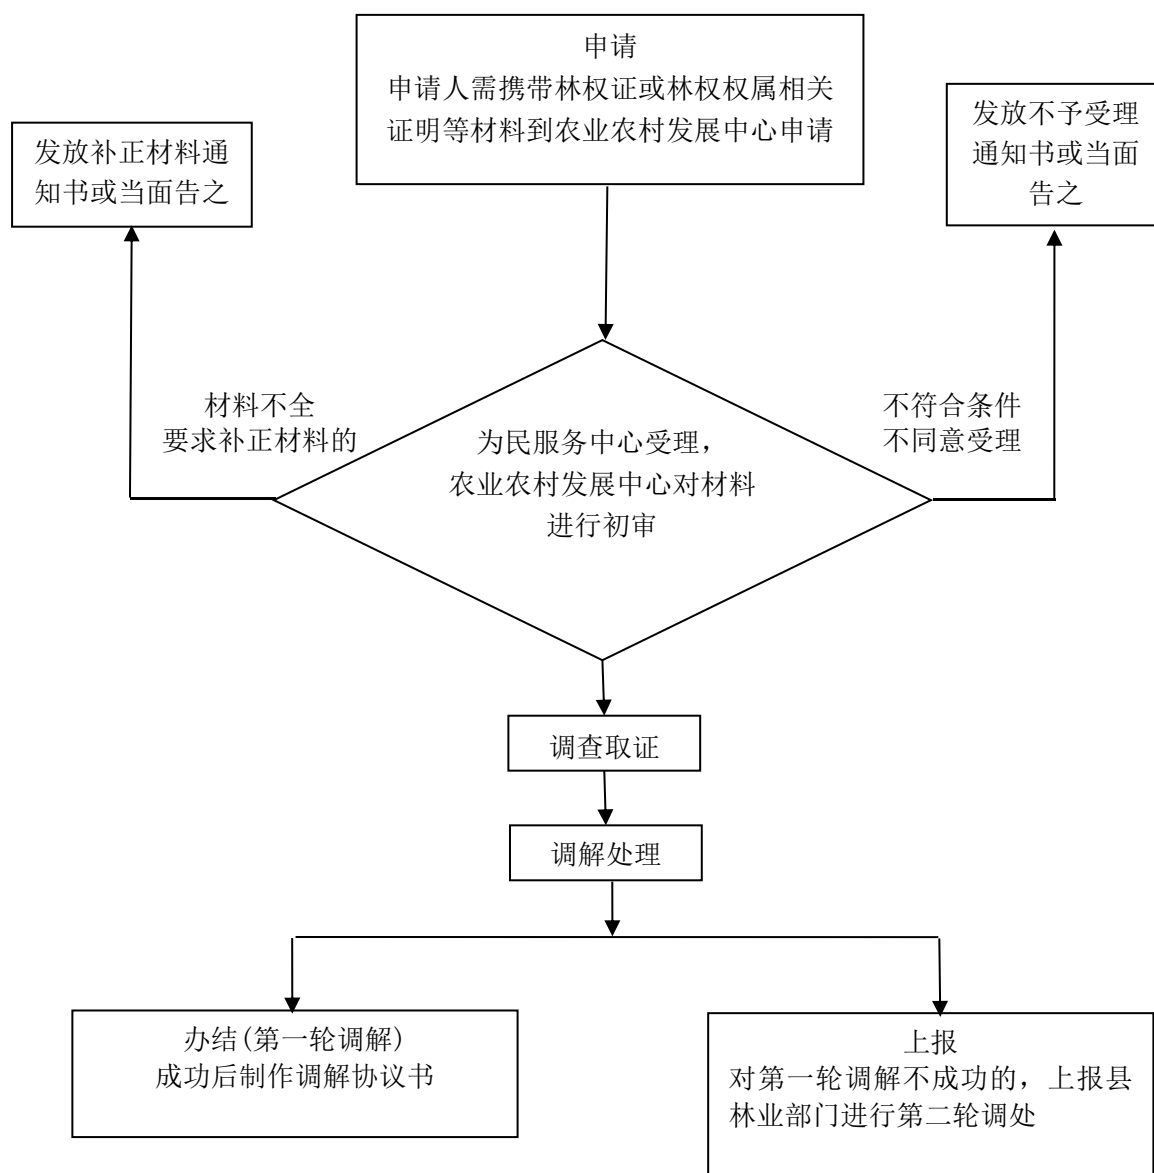 申请
申请人需携带林权证或林权权属相关
证明等材料到农业农村发展中心申请
发放补正材料通
知书或当面告之
发放不予受理
通知书或当面
告之
材料不全
要求补正材料的
不符合条件
不同意受理
为民服务中心受理，
农业农村发展中心对材料
进行初审
调查取证
调解处理
办结(第一轮调解)
成功后制作调解协议书
上报
对第一轮调解不成功的，上报县
林业部门进行第二轮调处